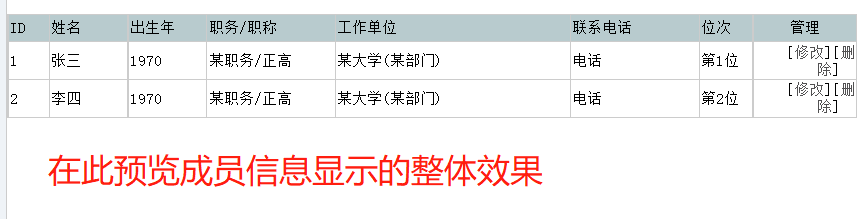 ID 姓名 出生年 职务/职称 工作单位 联系电话 位次 管理
1 张三 1970 某职务/正高 某大学(某部门) 电话 第1位 [修改][删
除]
2 李四 1970 某职务/正高 某大学(某部门) 电话 第2位 [修改][删
除]
在此预览成员信息显示的整体效果